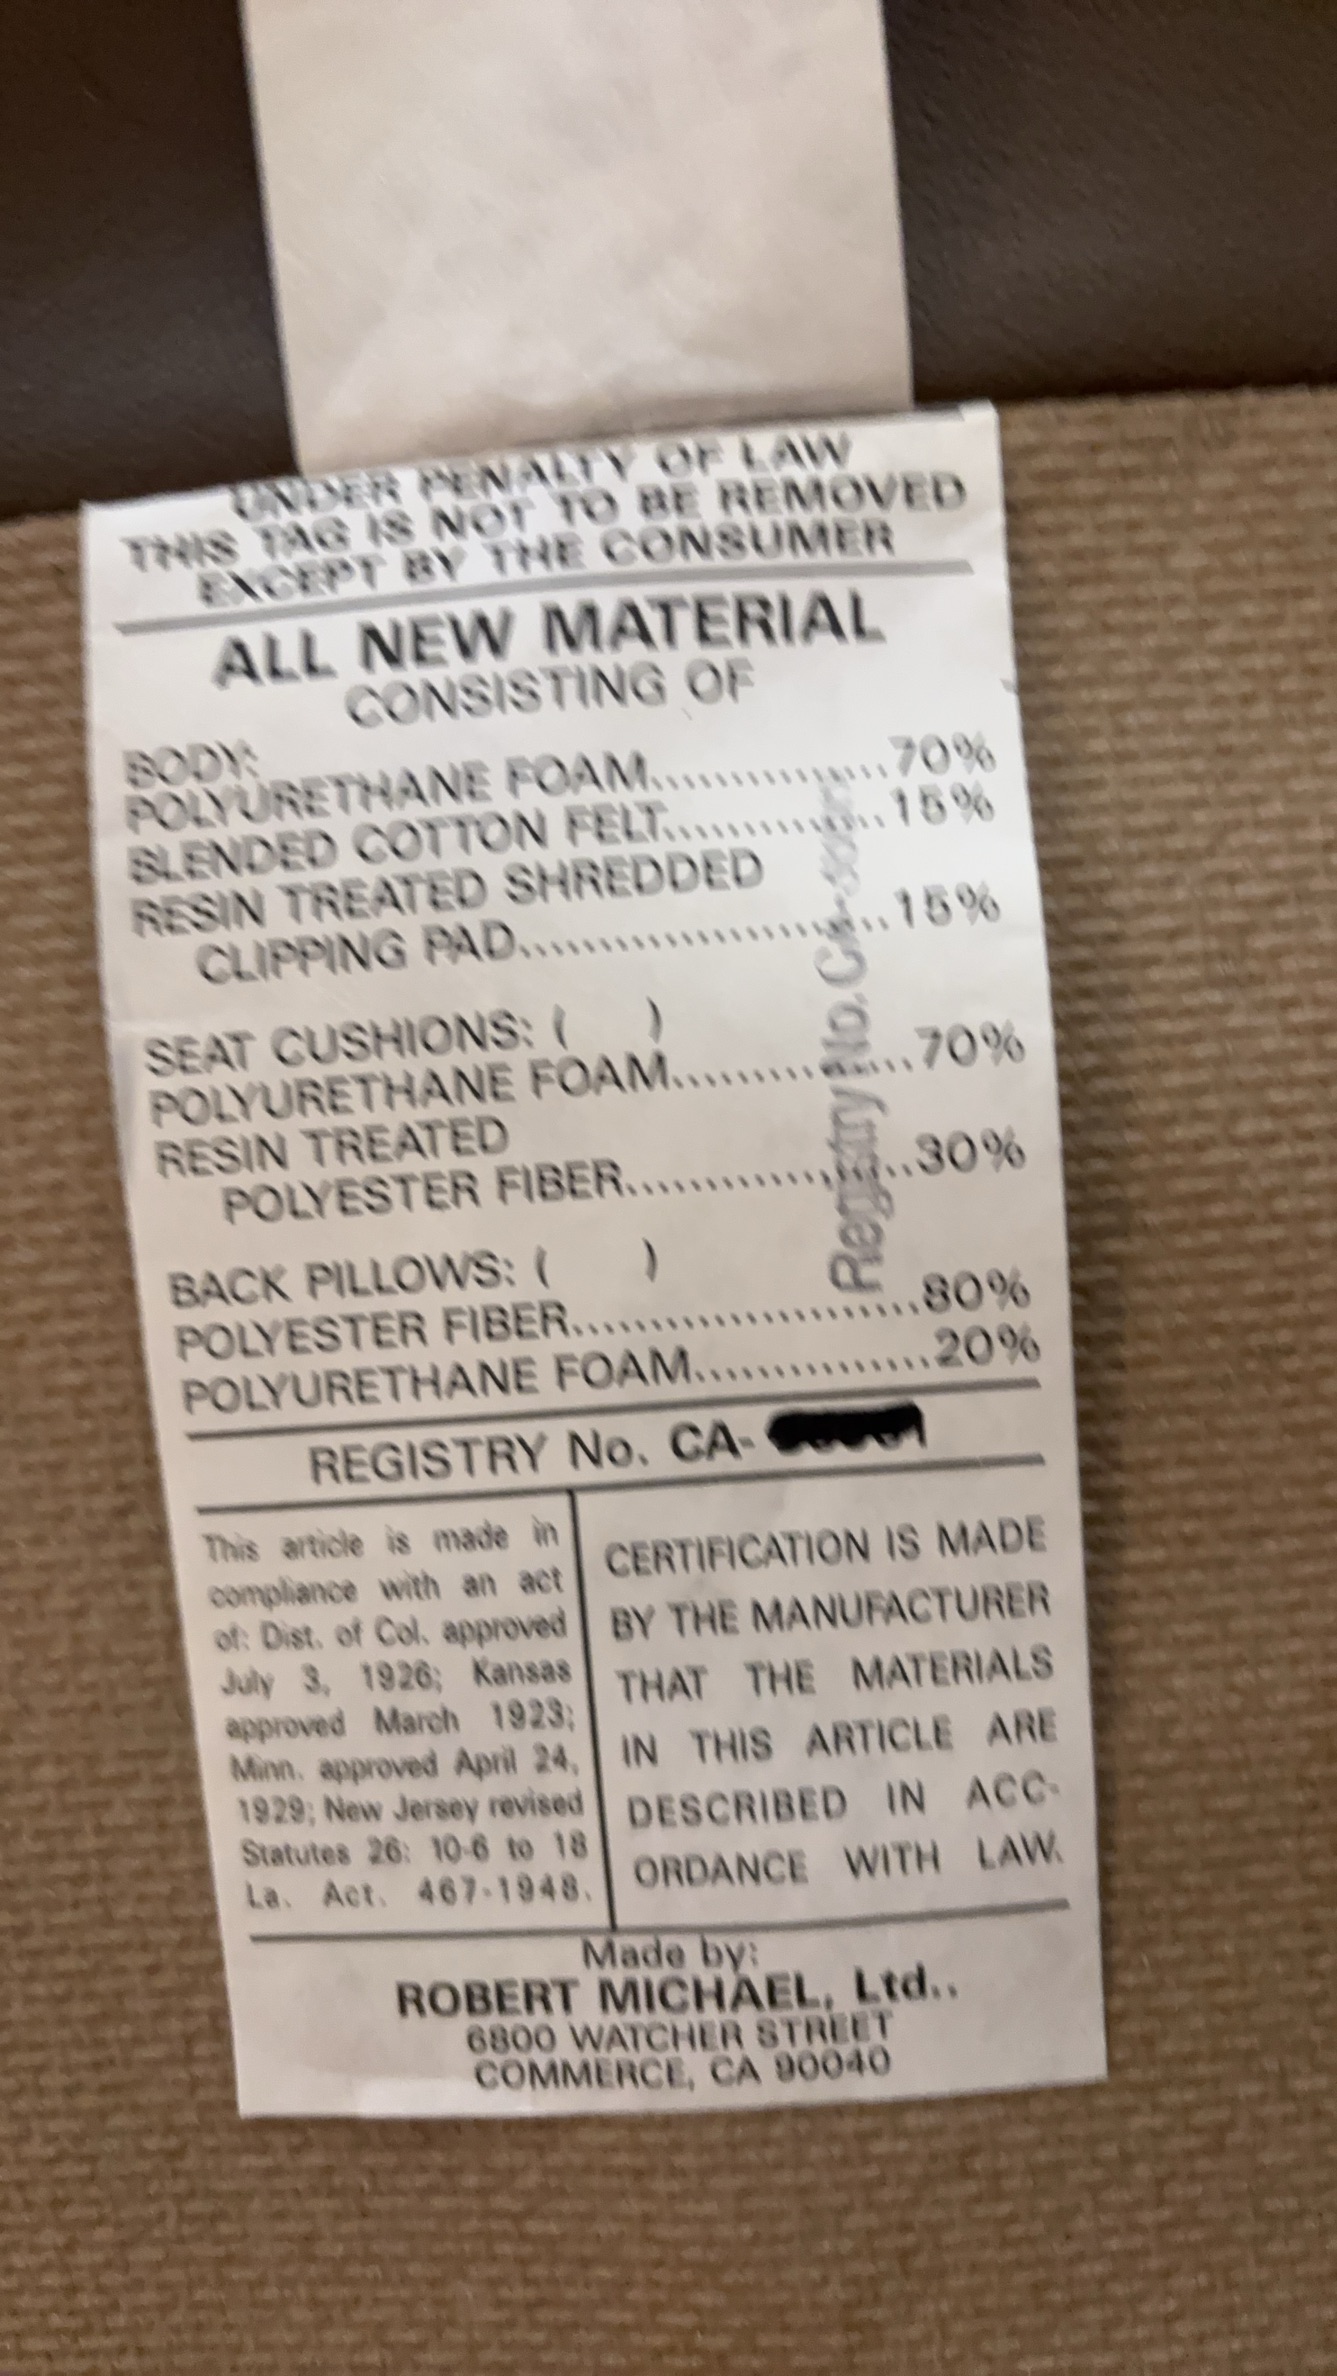 UNDER PENALTY OF LAW
THIS TAG IS NOT TO BE REMOVED
EXCEPT BY THE CONSUMER
ALL NEW MATERIAL
CONSISTING OF
BODY:
POLYURETHANE FOAM..................70%
BLENDED COTTON FELT.................15%
RESIN TREATED SHREDDED
CLIPPING PAD...........................15%
SEAT CUSHIONS: ( )
POLYURETHANE FOAM..................70%
RESIN TREATED
POLYESTER FIBER.....................30%
BACK PILLOWS: ( )
POLYESTER FIBER.........................80%
POLYURETHANE FOAM.................20%
Registry No. CA-
REGISTRY No. CA-
This article is made in
compliance with an act
of: Dist. of Col. approved
July 3, 1926; Kansas
approved March 1923;
Minn. approved April 24,
1929; New Jersey revised
Statutes 26: 10-6 to 18
La. Act. 467-1948.
CERTIFICATION IS MADE
BY THE MANUFACTURER
THAT THE MATERIALS
IN THIS ARTICLE ARE
DESCRIBED IN ACC-
ORDANCE WITH LAW.
Made by:
ROBERT MICHAEL, Ltd..
6800 WATCHER STREET
COMMERCE, CA 90040